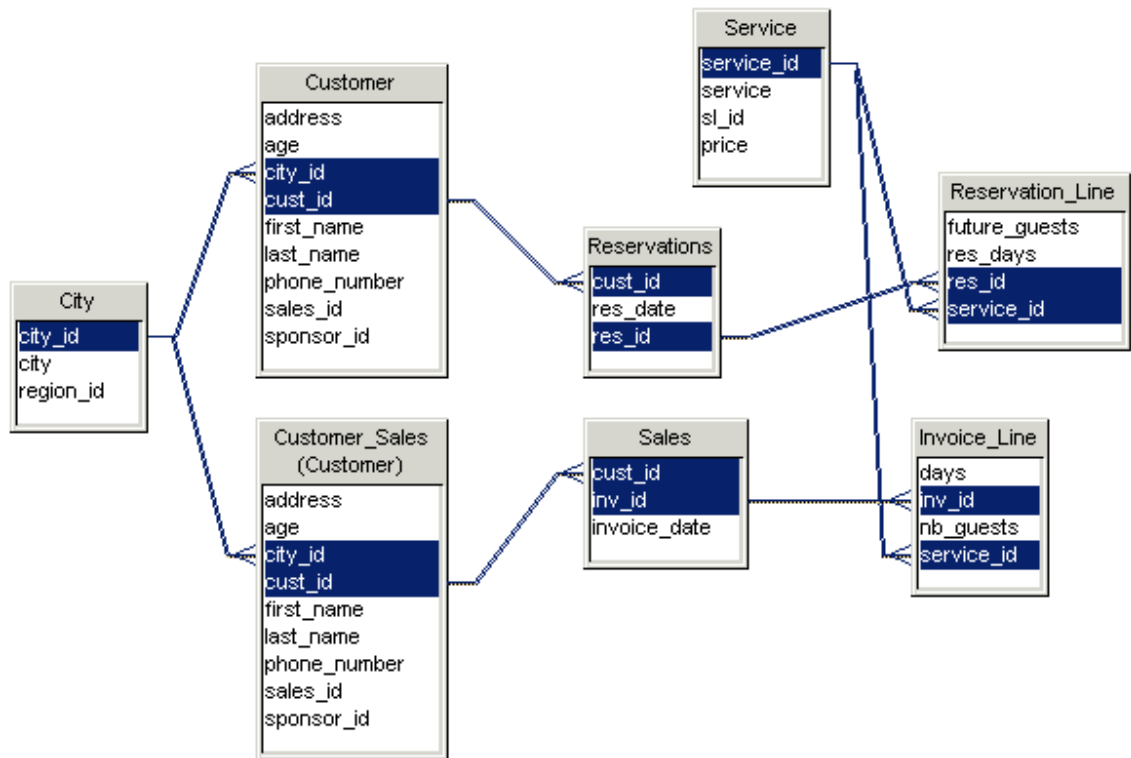 Service
service_id
service
sl_id
price
Customer
address
age
city_id
cust_id
first_name
last_name
phone_number
sales_id
sponsor_id
Reservation_Line
future_guests
res_days
res_id
service_id
Reservations
cust_id
res_date
res_id
City
city_id
city
region_id
Customer_Sales
(Customer)
address
age
city_id
cust_id
first_name
last_name
phone_number
sales_id
sponsor_id
Sales
cust_id
inv_id
invoice_date
Invoice_Line
days
inv_id
nb_guests
service_id